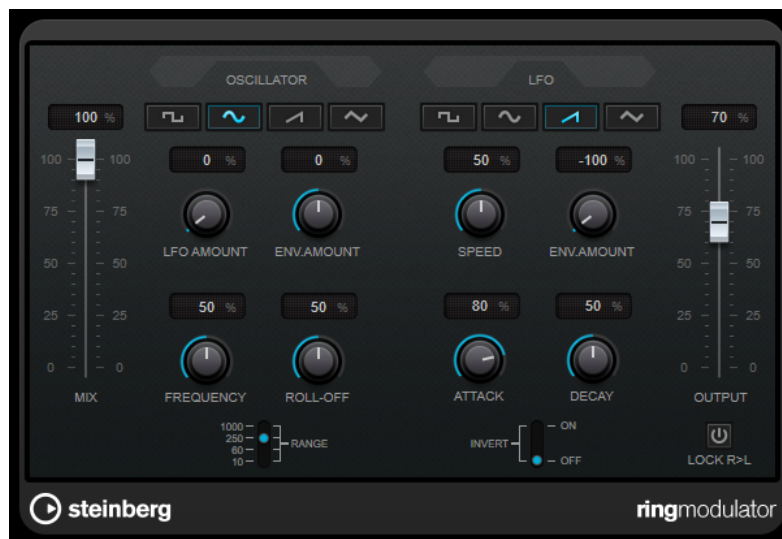 OSCILLATOR LFO
100 % 70 %
0 % 0 % 50 % -100 %
100 100 100 100
75 75 75 75
LFO AMOUNT ENV.AMOUNT SPEED ENV.AMOUNT
50 50 50 50
50 % 50 % 80 % 50 %
25 25 25 25
0 0 0 0
MIX FREQUENCY ROLL-OFF ATTACK DECAY OUTPUT
1000
250
60
10
RANGE
INVERT
ON
OFF
LOCK R>L
steinberg ringmodulator